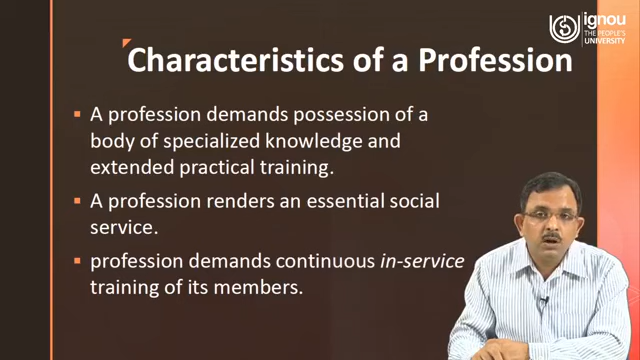 ignou
THE PEOPLE'S
UNIVERSITY
Characteristics of a Profession
A profession demands possession of a
body of specialized knowledge and
extended practical training.
A profession renders an essential social
service.
profession demands continuous in-service
training of its members.